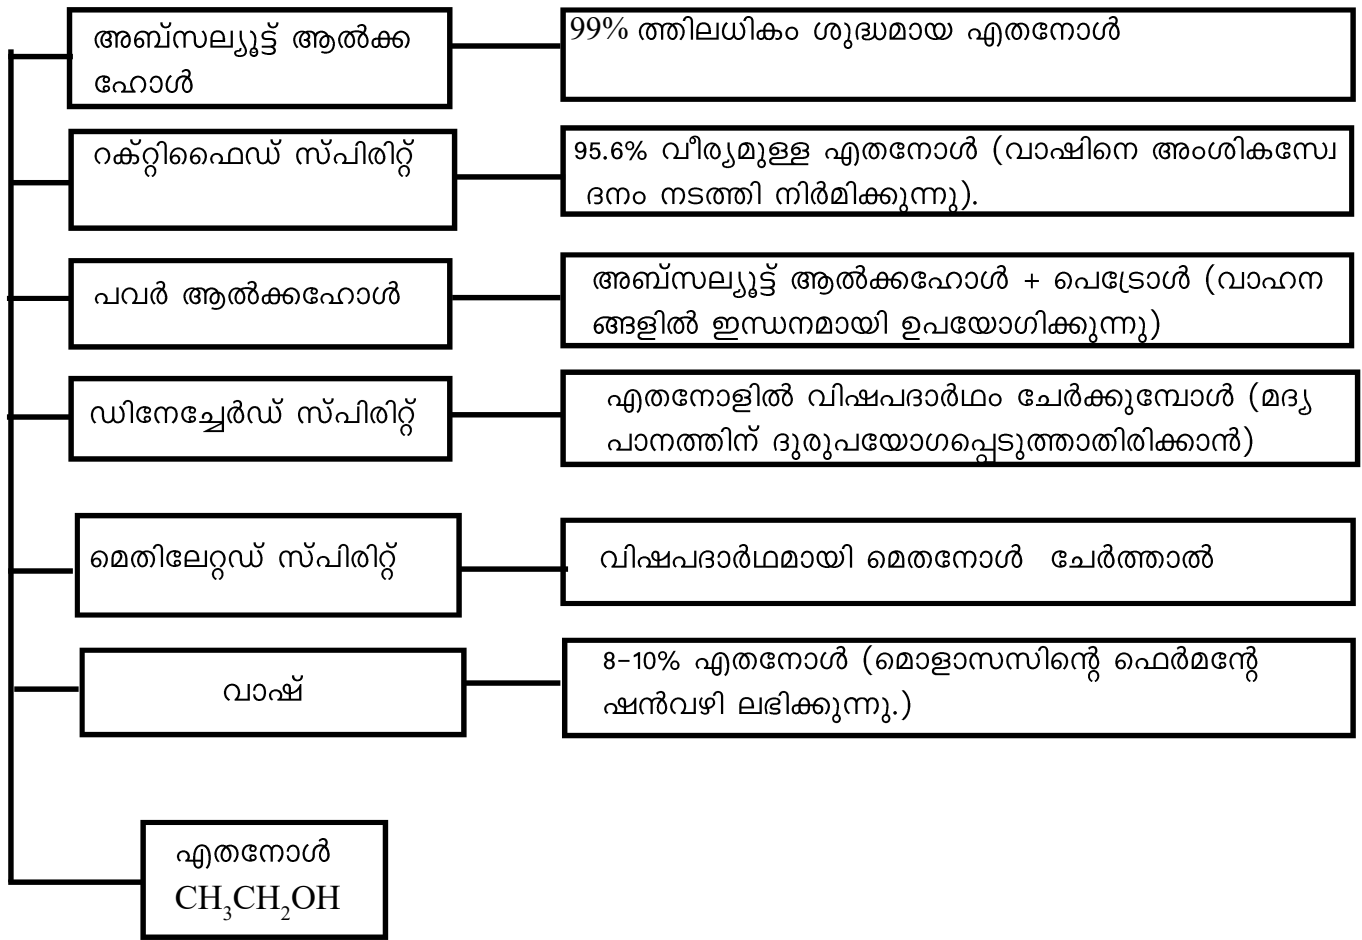 അബ്സല്യൂട്ട് ആൽക്ക
ഹോൾ
99% ത്തിലധികം ശുദ്ധമായ എതനോൾ
റക്റ്റിഫൈഡ് സ്പിരിറ്റ്
95.6% വീര്യമുള്ള എതനോൾ (വാഷിനെ അംശികസ്വേ
ദനം നടത്തി നിർമിക്കുന്നു).
പവർ ആൽക്കഹോൾ
അബ്സല്യൂട്ട് ആൽക്കഹോൾ + പെട്രോൾ (വാഹന
ങ്ങളിൽ ഇന്ധനമായി ഉപയോഗിക്കുന്നു)
ഡിനേച്ചേർഡ് സ്പിരിറ്റ്
എതനോളിൽ വിഷപദാർഥം ചേർക്കുമ്പോൾ (മദ്യ
പാനത്തിന് ദുരുപയോഗപ്പെടുത്താതിരിക്കാൻ)
മെതിലേറ്റഡ് സ്പിരിറ്റ്
വിഷപദാർഥമായി മെതനോൾ ചേർത്താൽ
വാഷ്
8-10% എതനോൾ (മൊളാസസിന്റെ ഫെർമന്റേ
ഷൻവഴി ലഭിക്കുന്നു.)
എതനോൾ
CH₃CH₂OH